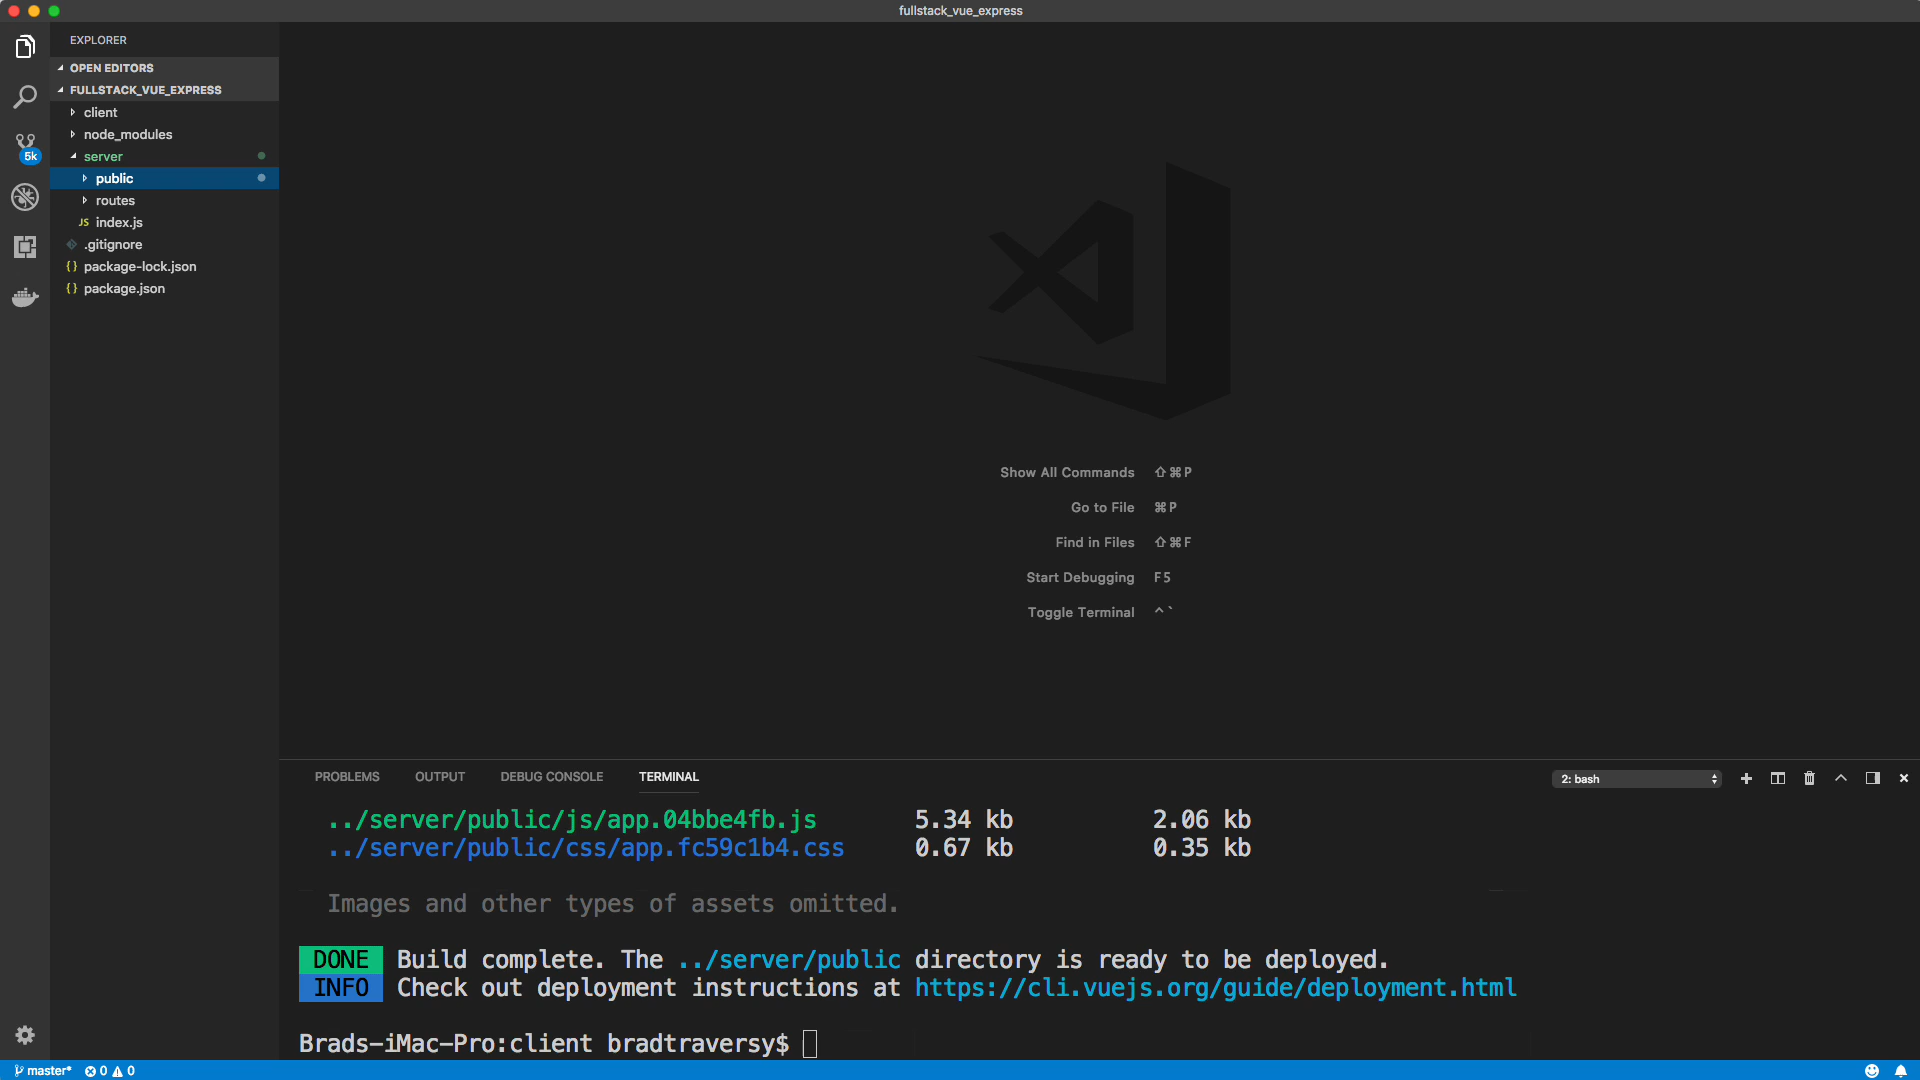 fullstack_vue_express
EXPLORER
OPEN EDITORS
FULLSTACK_VUE_EXPRESS
client
node_modules
5k
server
public
routes
JS index.js
.gitignore
{} package-lock.json
{} package.json
Show All Commands ⇧⌘P
Go to File ⌘P
Find in Files ⇧⌘F
Start Debugging F5
Toggle Terminal ^`
PROBLEMS OUTPUT DEBUG CONSOLE TERMINAL 2: bash
../server/public/js/app.04bbe4fb.js 5.34 kb 2.06 kb
../server/public/css/app.fc59c1b4.css 0.67 kb 0.35 kb
Images and other types of assets omitted.
DONE Build complete. The ../server/public directory is ready to be deployed.
INFO Check out deployment instructions at https://cli.vuejs.org/guide/deployment.html
Brads-iMac-Pro:client bradtraversy$
master* 0 0